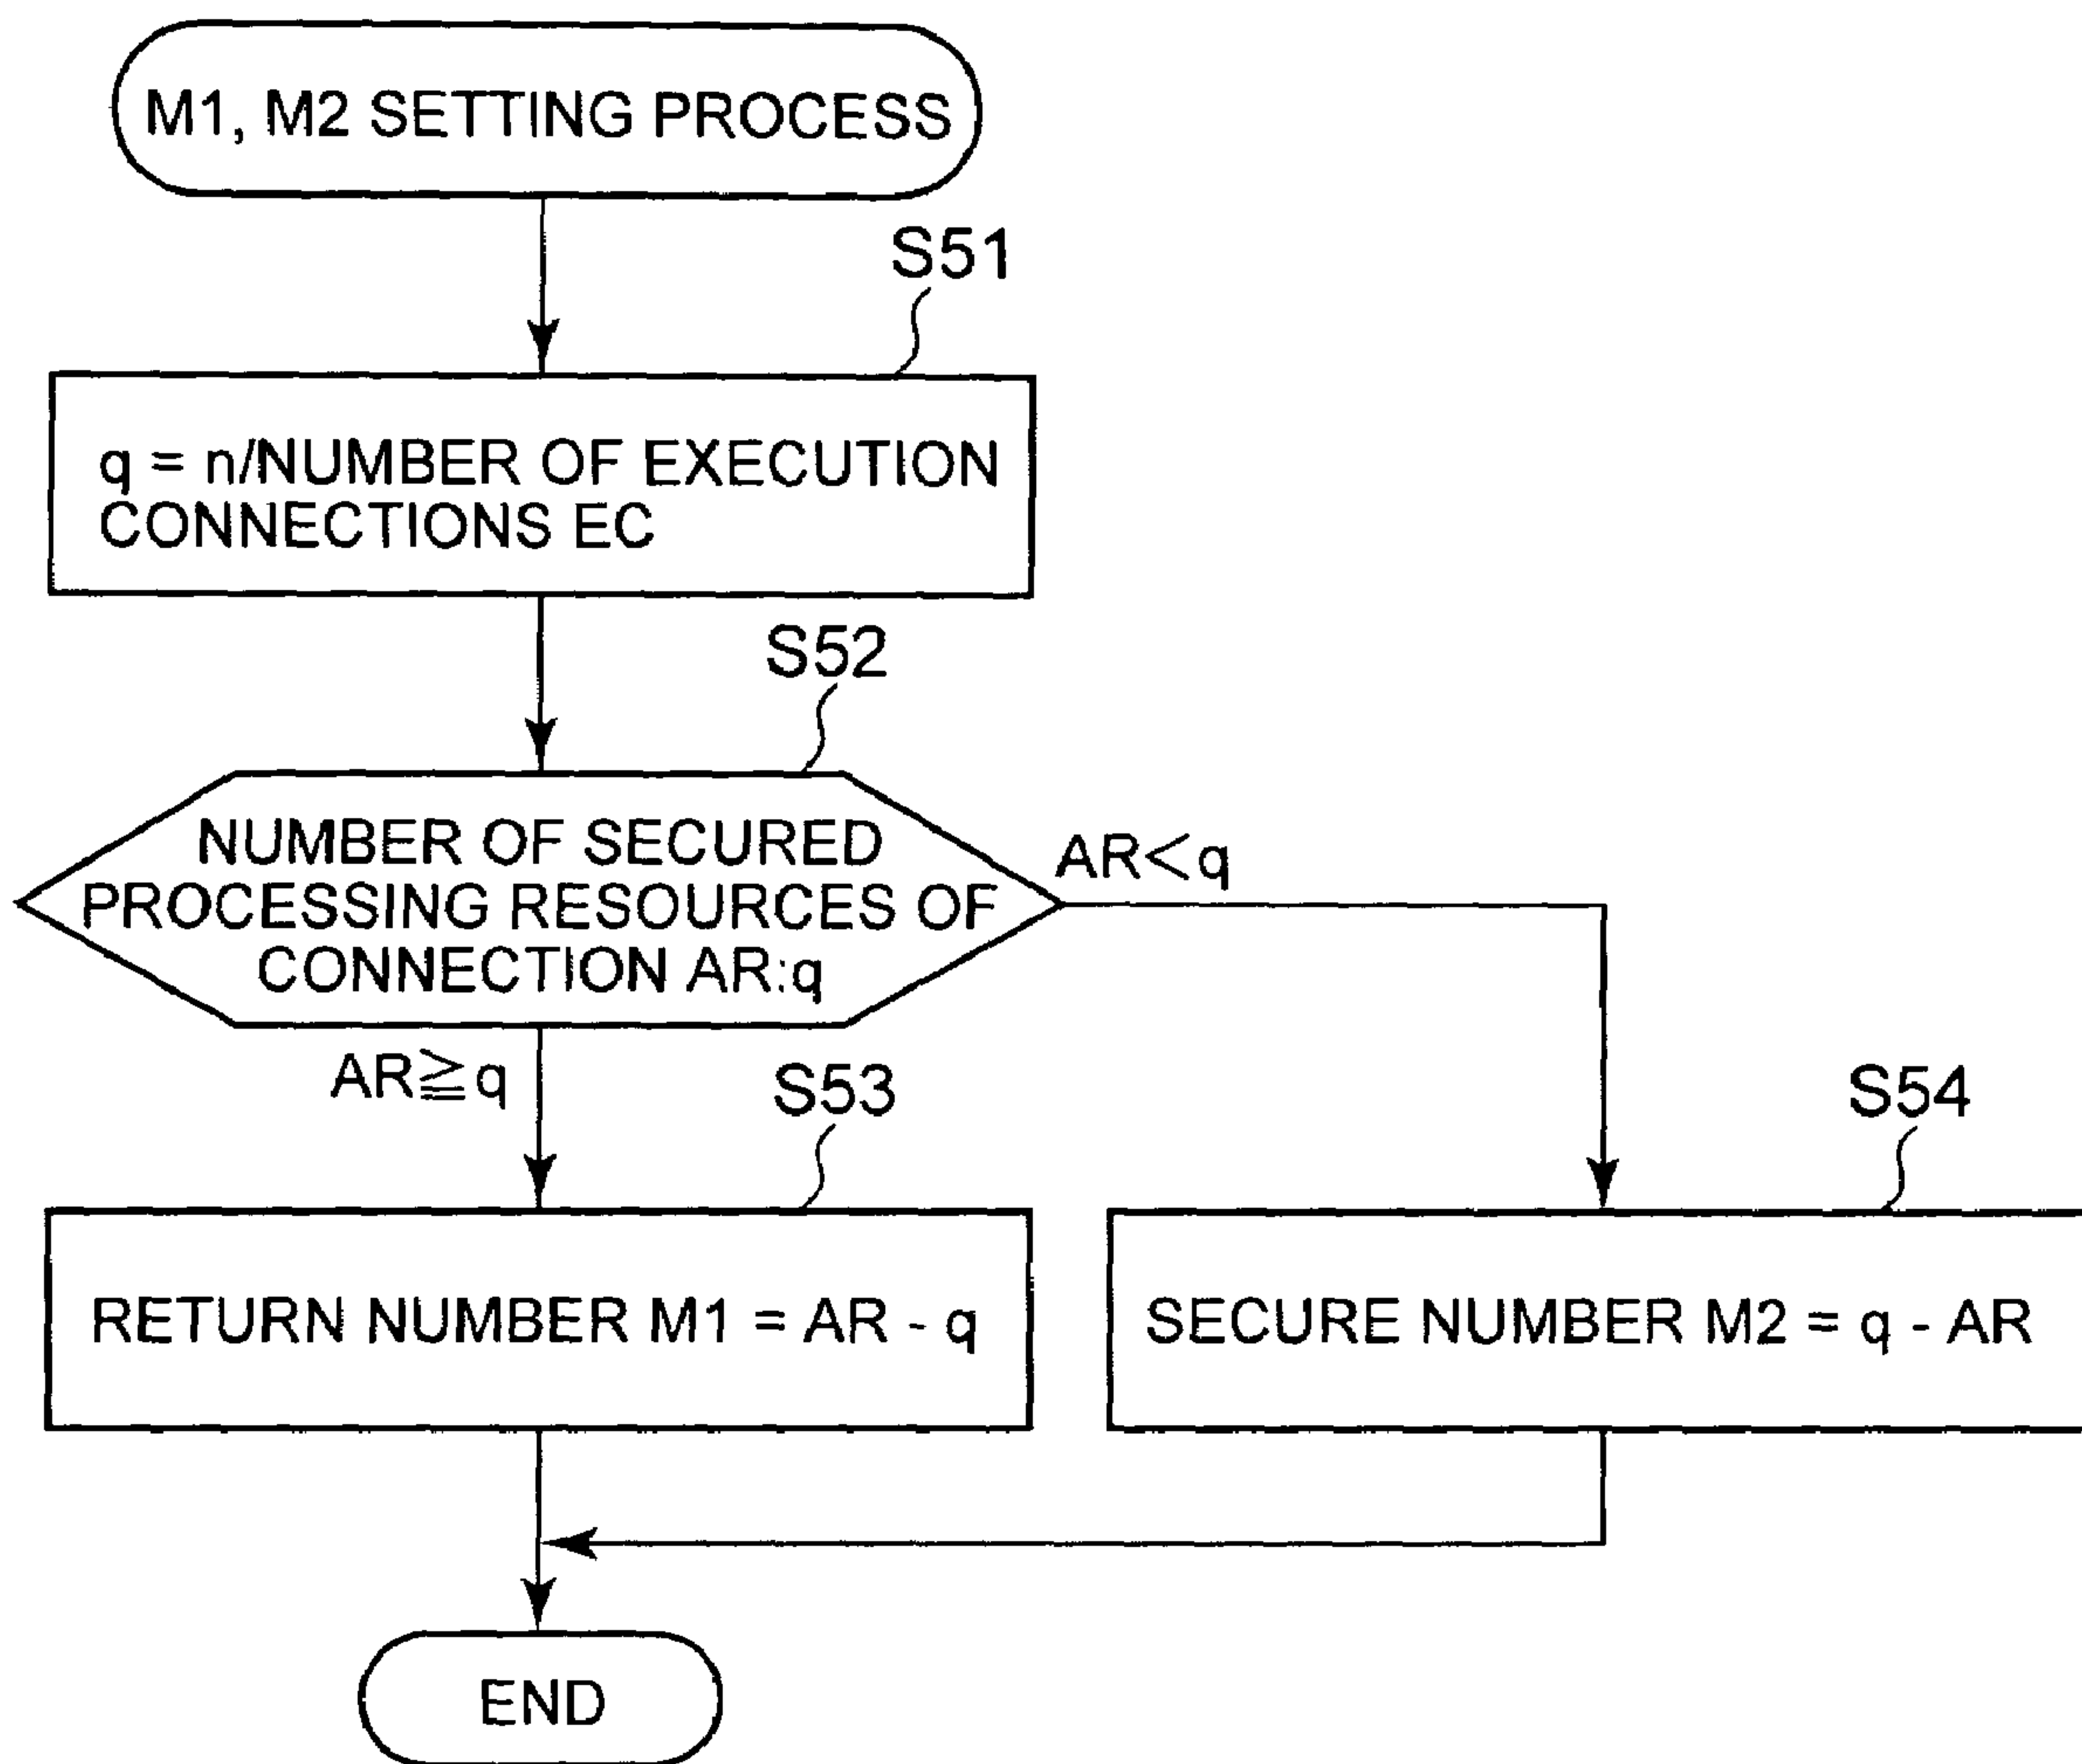 M1, M2 SETTING PROCESS
S51
q = n/NUMBER OF EXECUTION
CONNECTIONS EC
S52
NUMBER OF SECURED
PROCESSING RESOURCES OF
CONNECTION AR:q
AR<q
AR≧q
S53
S54
RETURN NUMBER M1 = AR - q
SECURE NUMBER M2 = q - AR
END